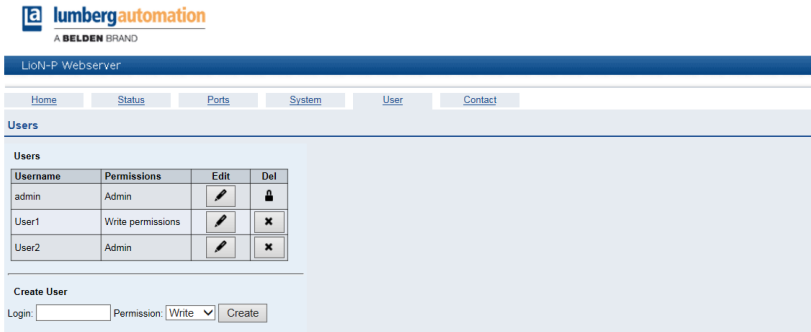 la lumbergautomation
A BELDEN BRAND
LioN-P Webserver
Home Status Ports System User Contact
Users
Users
Username Permissions Edit Del
admin Admin
User1 Write permissions
User2 Admin
Create User
Login: Permission: Write Create